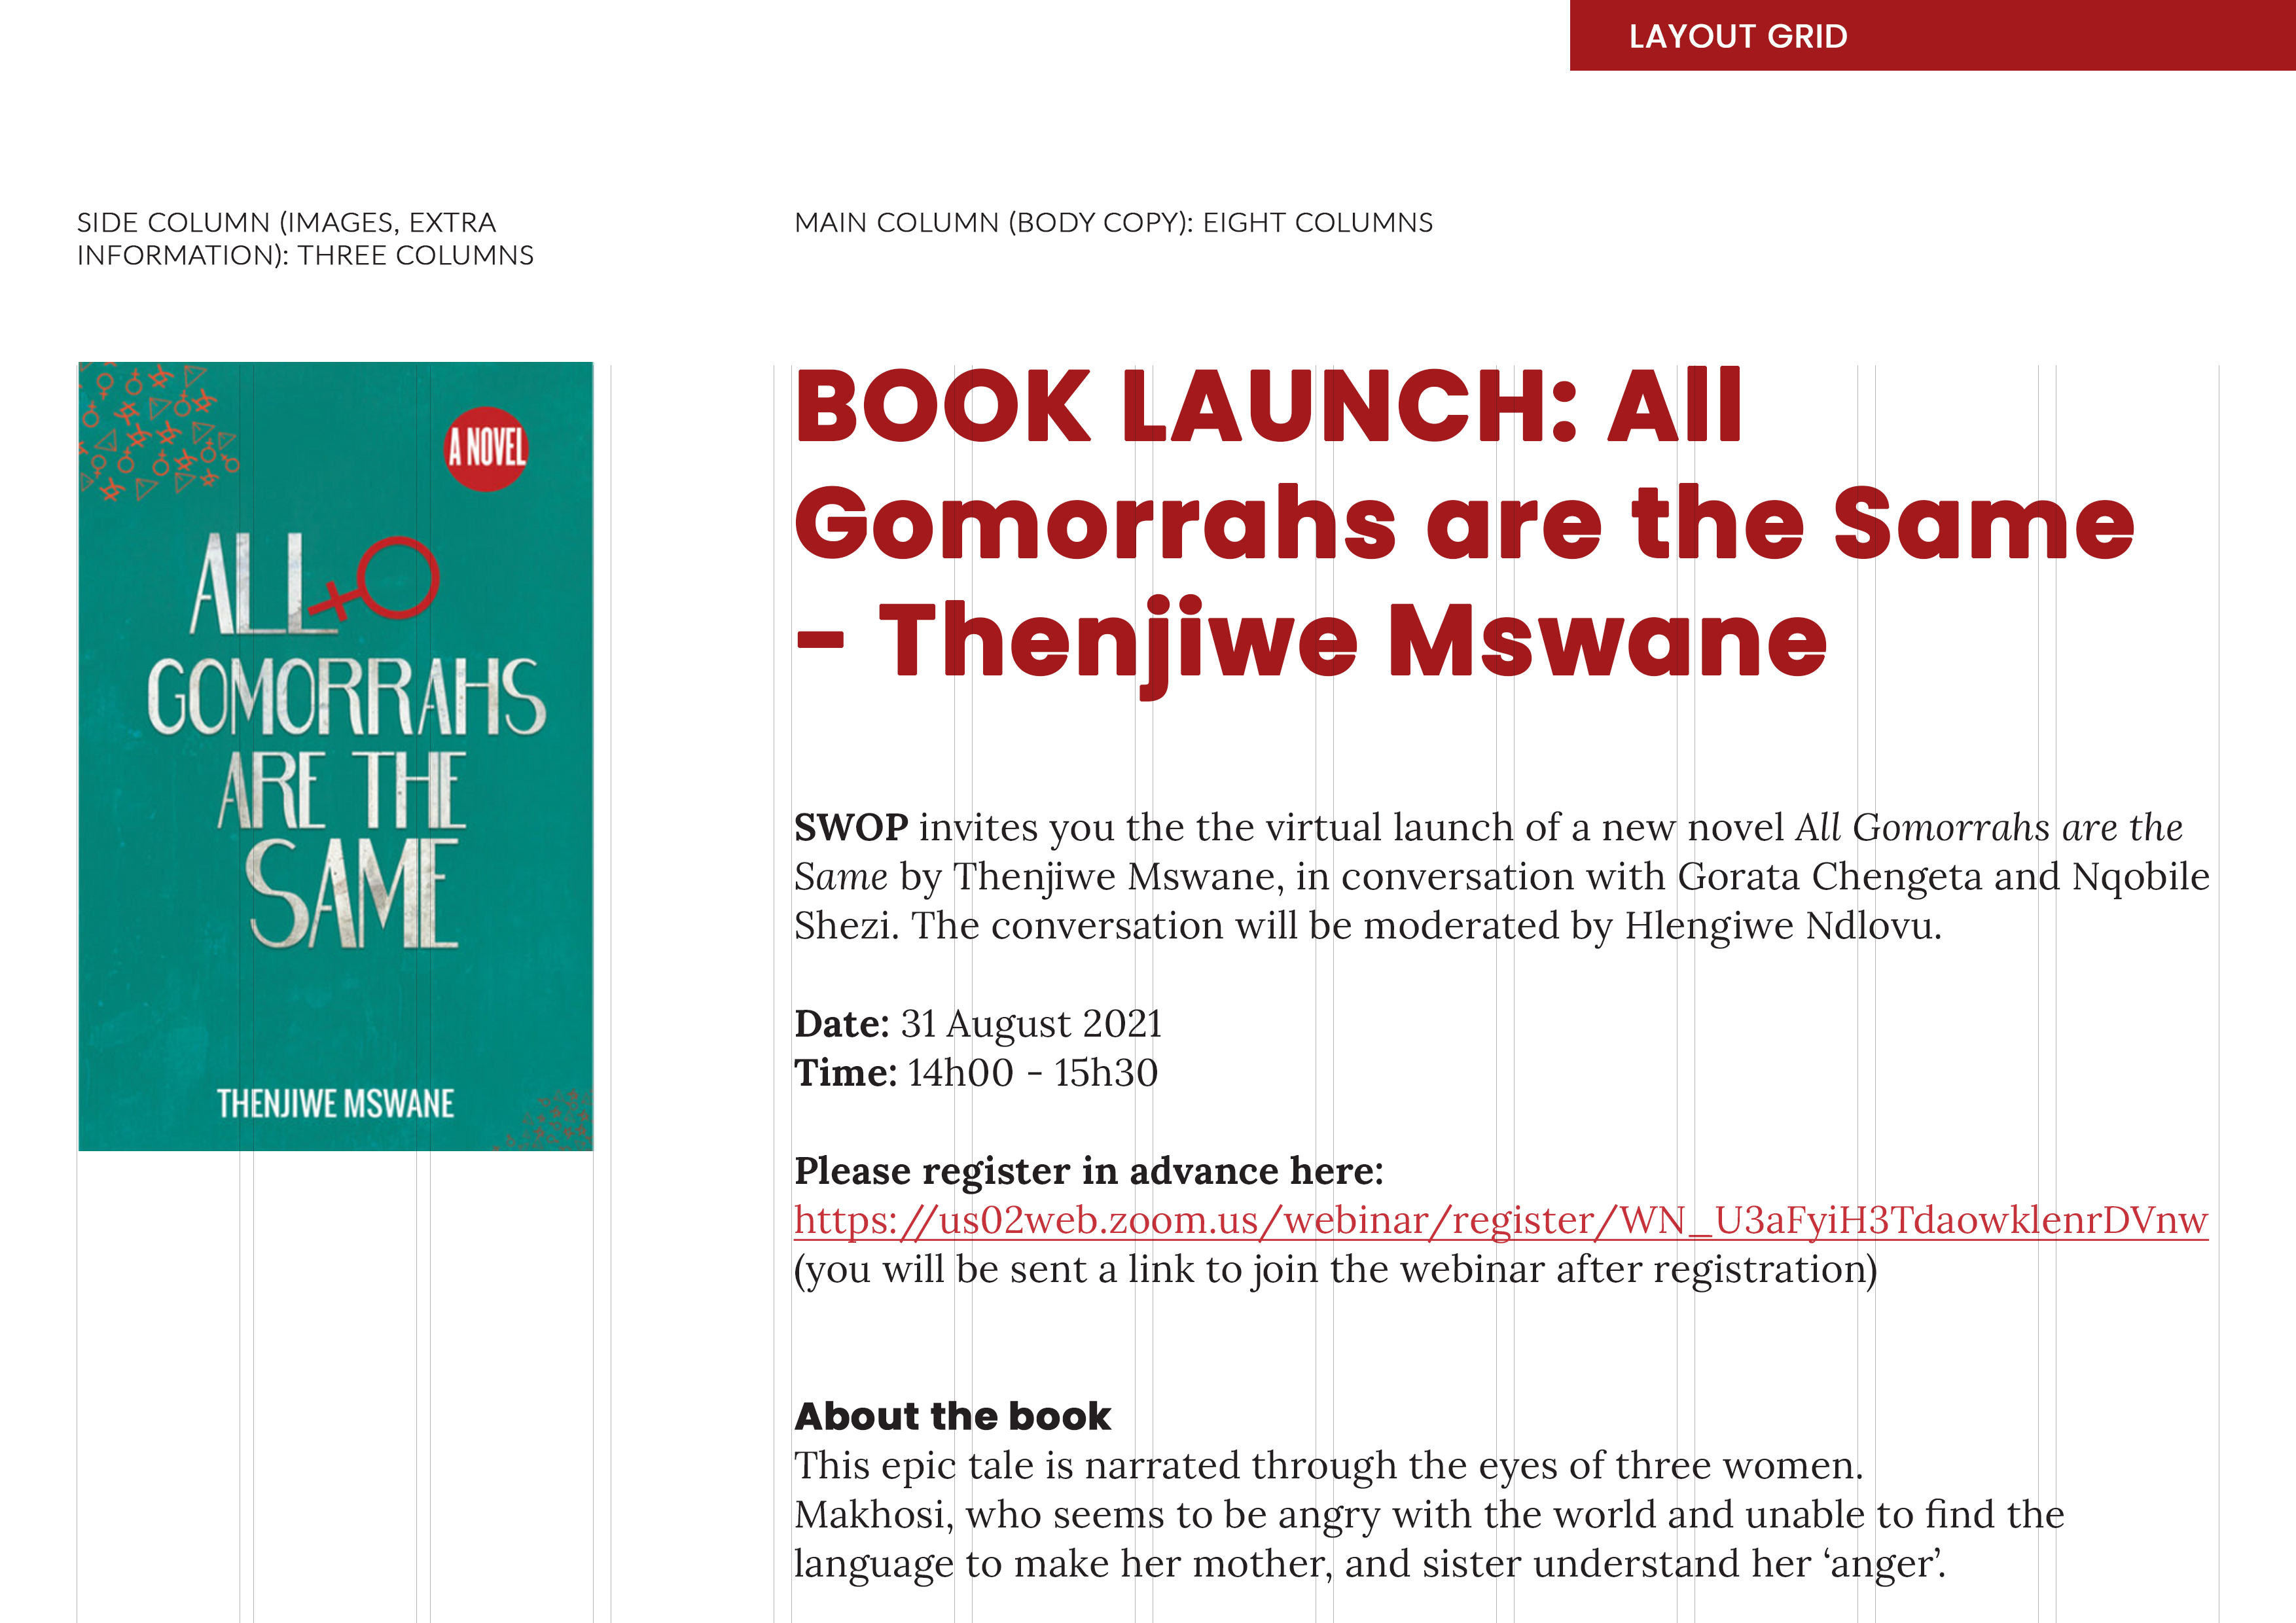 LAYOUT GRID
SIDE COLUMN (IMAGES, EXTRA
INFORMATION): THREE COLUMNS
MAIN COLUMN (BODY COPY): EIGHT COLUMNS
A NOVEL
ALL
GOMORRAHS
ARE THE
SAME
THENJIWE MSWANE
BOOK LAUNCH: All
Gomorrahs are the Same
– Thenjiwe Mswane
SWOP invites you the the virtual launch of a new novel All Gomorrahs are the
Same by Thenjiwe Mswane, in conversation with Gorata Chengeta and Nqobile
Shezi. The conversation will be moderated by Hlengiwe Ndlovu.
Date: 31 August 2021
Time: 14h00 - 15h30
Please register in advance here:
https://us02web.zoom.us/webinar/register/WN_U3aFyiH3TdaowklenrDVnw
(you will be sent a link to join the webinar after registration)
About the book
This epic tale is narrated through the eyes of three women.
Makhosi, who seems to be angry with the world and unable to find the
language to make her mother, and sister understand her ‘anger’.